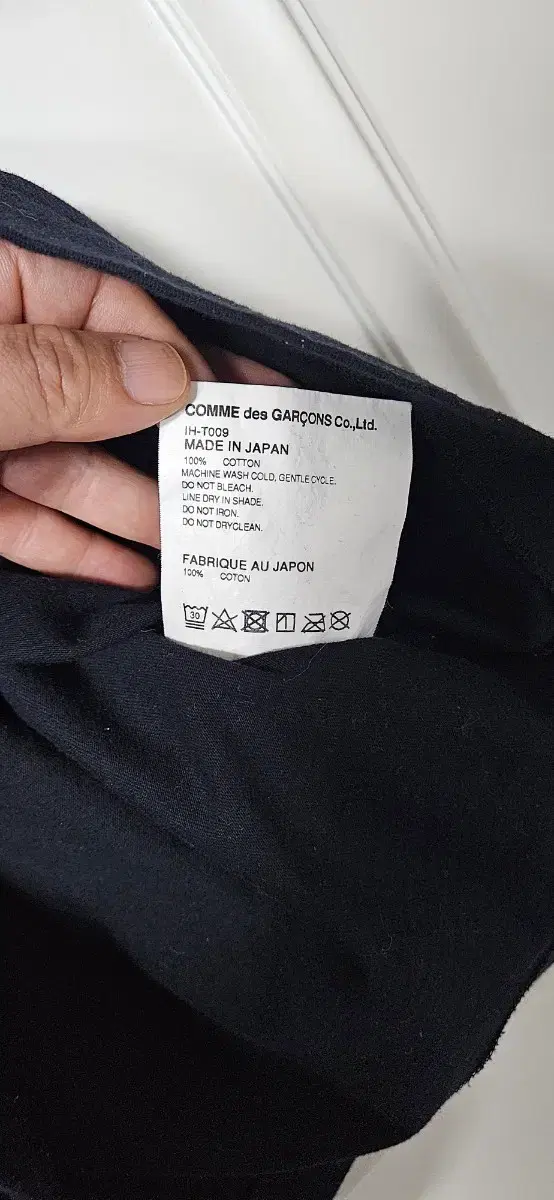 COMME des GARÇONS Co.,Ltd.
IH-T009
MADE IN JAPAN
100% COTTON
MACHINE WASH COLD, GENTLE CYCLE.
DO NOT BLEACH.
LINE DRY IN SHADE.
DO NOT IRON.
DO NOT DRYCLEAN.
FABRIQUE AU JAPON
100% COTON
30